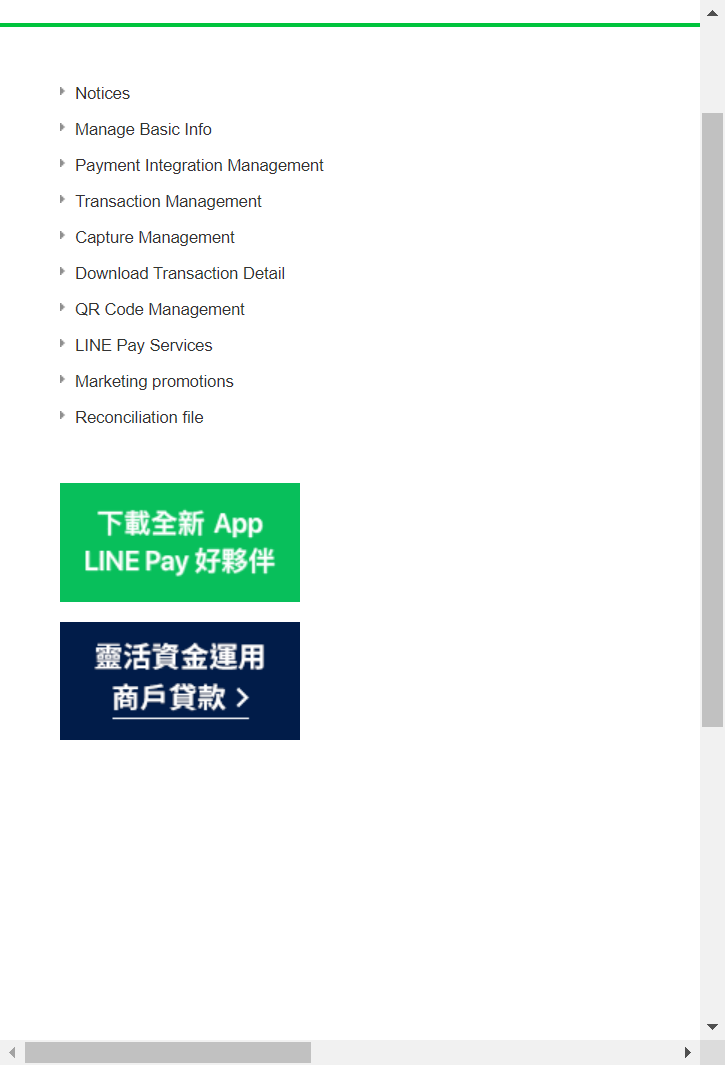 Notices
Manage Basic Info
Payment Integration Management
Transaction Management
Capture Management
Download Transaction Detail
QR Code Management
LINE Pay Services
Marketing promotions
Reconciliation file
下載全新 App
LINE Pay 好夥伴
靈活資金運用
商戶貸款 >